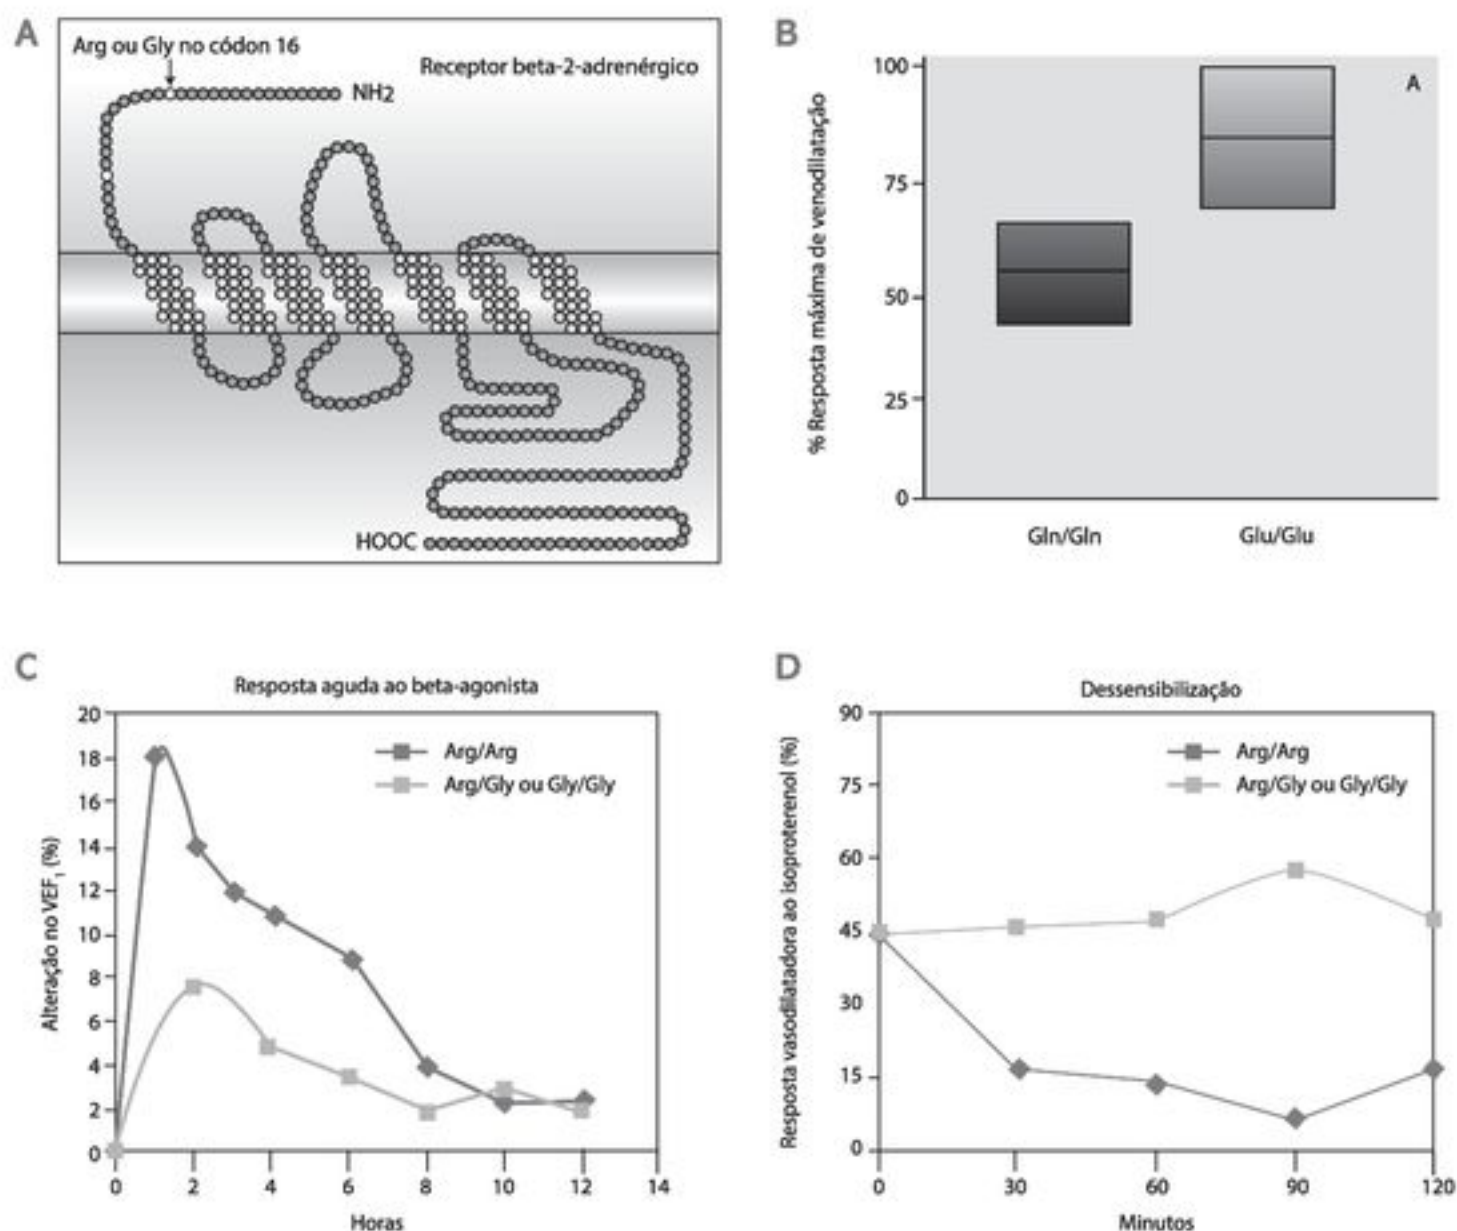 A
Arg ou Gly no códon 16
Receptor beta-2-adrenérgico
NH2
HOOC
B
% Resposta máxima de venodilatação
100
75
50
25
0
A
Gln/Gln
Glu/Glu
C
Resposta aguda ao beta-agonista
Alteração no VEF1 (%)
20
18
16
14
12
10
8
6
4
2
0
Arg/Arg
Arg/Gly ou Gly/Gly
0 2 4 6 8 10 12 14
Horas
D
Dessensibilização
Resposta vasodilatadora ao isoproterenol (%)
90
75
60
45
30
15
0
Arg/Arg
Arg/Gly ou Gly/Gly
0 30 60 90 120
Minutos